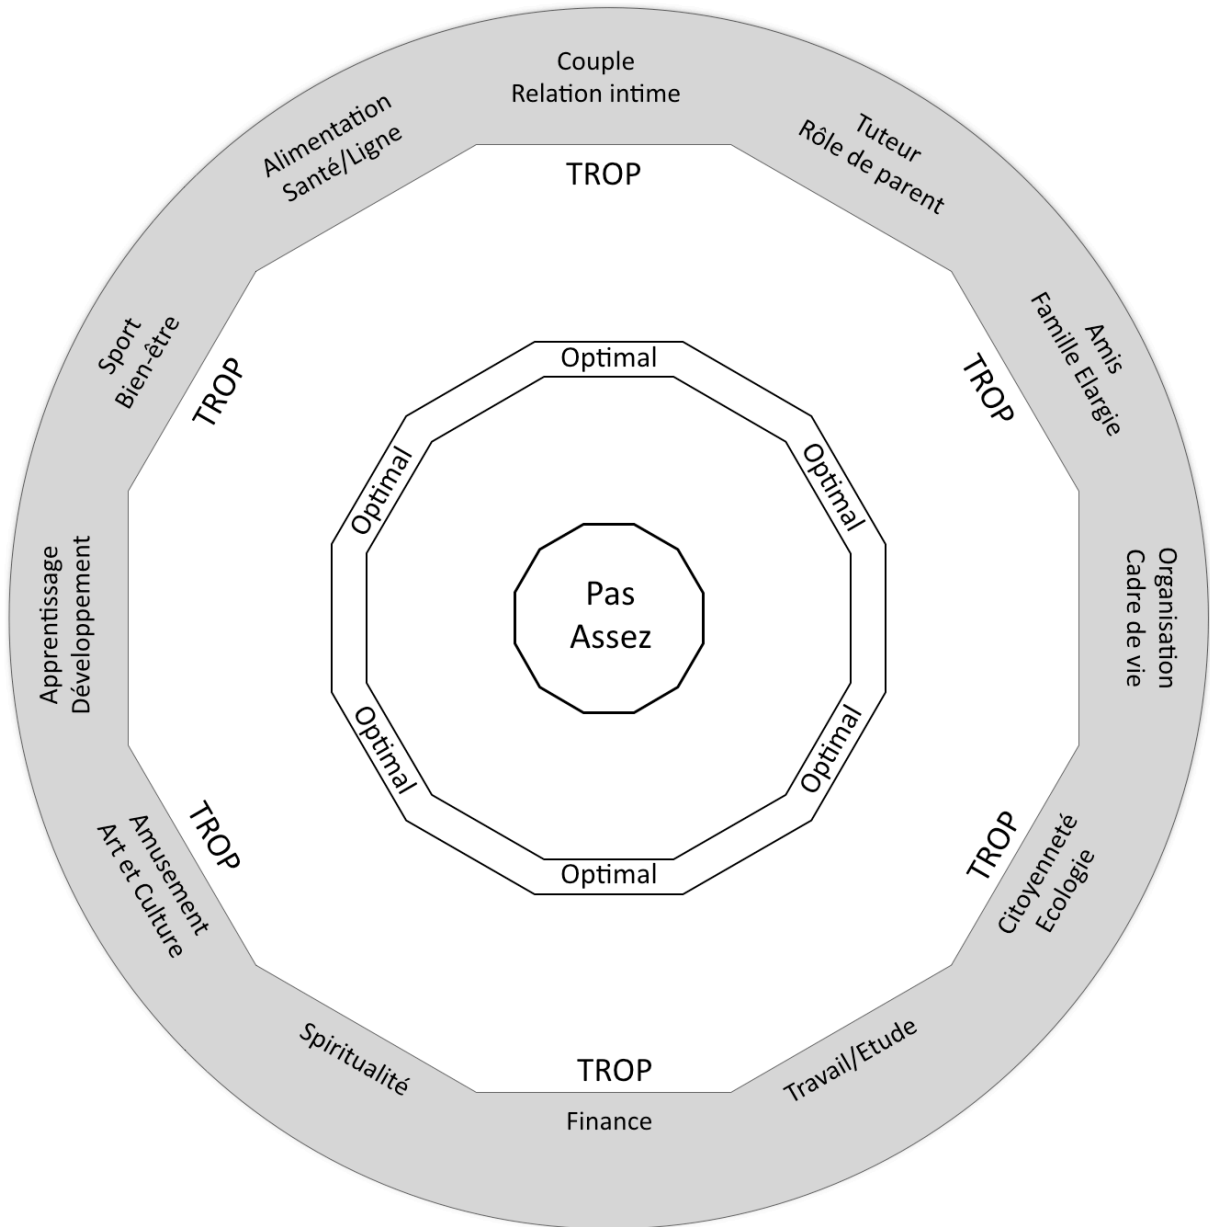 Couple
Relation intime
Tuteur
Rôle de parent
Amis
Famille Elargie
Organisation
Cadre de vie
Citoyenneté
Ecologie
Travail/Etude
Finance
Spiritualité
Amusement
Art et Culture
Apprentissage
Développement
Sport
Bien-être
Alimentation
Santé/Ligne
TROP
TROP
TROP
TROP
TROP
TROP
Optimal
Optimal
Optimal
Optimal
Optimal
Optimal
Pas
Assez